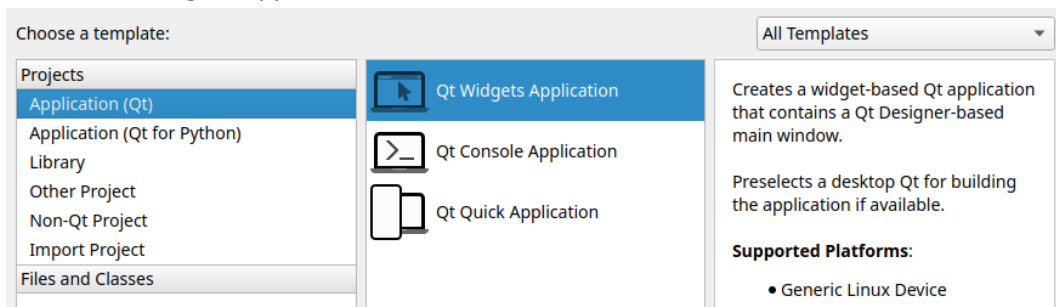 Choose a template:
All Templates
Projects
Application (Qt)
Application (Qt for Python)
Library
Other Project
Non-Qt Project
Import Project
Files and Classes
Qt Widgets Application
Qt Console Application
Qt Quick Application
Creates a widget-based Qt application
that contains a Qt Designer-based
main window.
Preselects a desktop Qt for building
the application if available.
Supported Platforms:
• Generic Linux Device